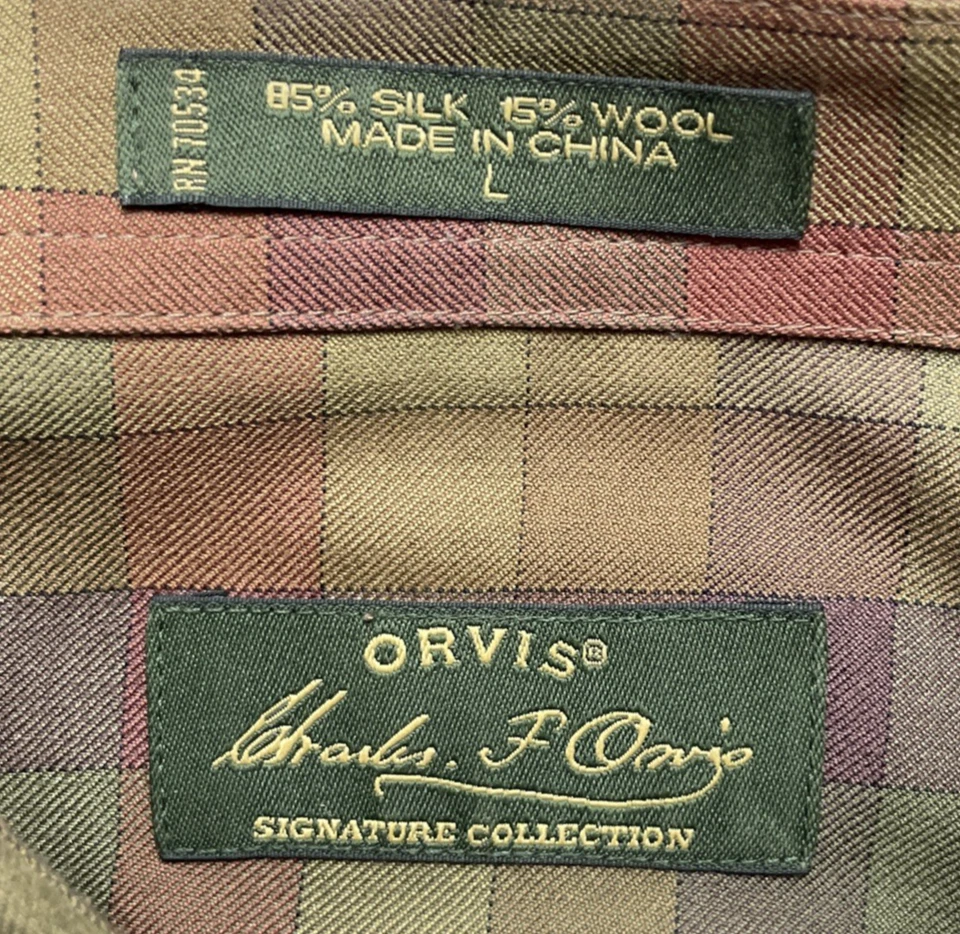 RN 70534
85% SILK 15% WOOL
MADE IN CHINA
L
ORVIS®
Charles. F Orvis
SIGNATURE COLLECTION